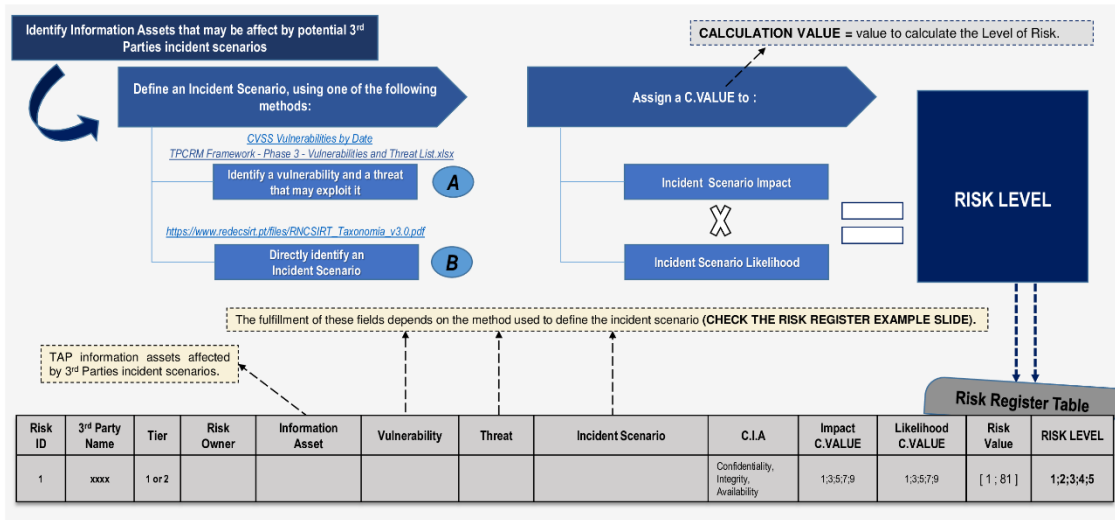 Identify Information Assets that may be affect by potential 3rd
Parties incident scenarios
CALCULATION VALUE = value to calculate the Level of Risk.
Define an Incident Scenario, using one of the following
methods:
Assign a C.VALUE to :
CVSS Vulnerabilities by Date
TPCRM Framework - Phase 3 - Vulnerabilities and Threat List.xlsx
Identify a vulnerability and a threat
that may exploit it
A
Incident Scenario Impact
X
RISK LEVEL
https://www.redecsirt.pt/files/RNCSIRT_Taxonomia_v3.0.pdf
Directly identify an
Incident Scenario
B
Incident Scenario Likelihood
The fulfillment of these fields depends on the method used to define the incident scenario (CHECK THE RISK REGISTER EXAMPLE SLIDE).
TAP information assets affected
by 3rd Parties incident scenarios.
Risk Register Table
Risk
ID
3rd Party
Name
Tier
Risk
Owner
Information
Asset
Vulnerability
Threat
Incident Scenario
C.I.A
Impact
C.VALUE
Likelihood
C.VALUE
Risk
Value
RISK LEVEL
1
xxxx
1 or 2
Confidentiality,
Integrity,
Availability
1;3;5;7;9
1;3;5;7;9
[ 1 ; 81 ]
1;2;3;4;5